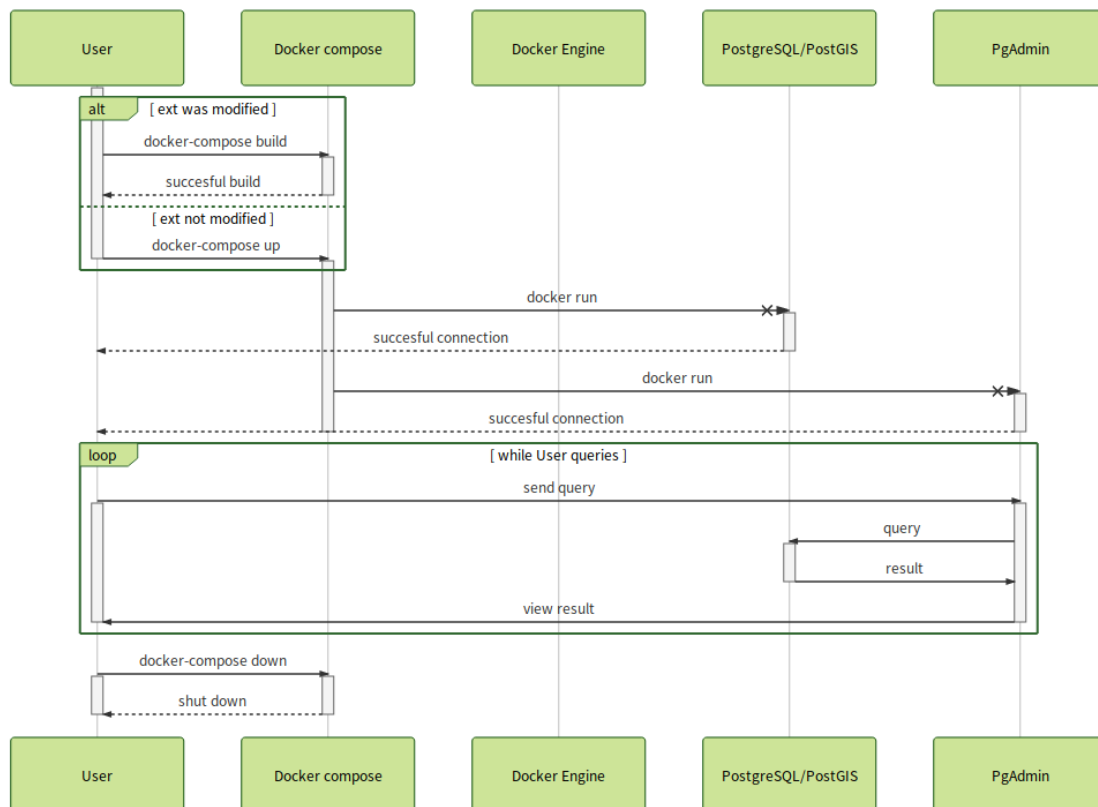 User
Docker compose
Docker Engine
PostgreSQL/PostGIS
PgAdmin
alt
[ ext was modified ]
docker-compose build
succesful build
[ ext not modified ]
docker-compose up
docker run
succesful connection
docker run
succesful connection
loop
[ while User queries ]
send query
query
result
view result
docker-compose down
shut down
User
Docker compose
Docker Engine
PostgreSQL/PostGIS
PgAdmin